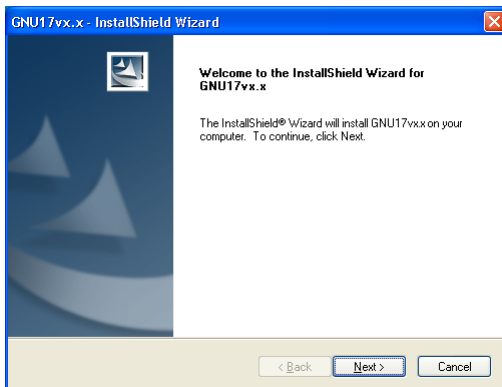 GNU17vx.x - InstallShield Wizard
Welcome to the InstallShield Wizard for
GNU17vx.x
The InstallShield® Wizard will install GNU17vx.x on your
computer. To continue, click Next.
< Back
Next >
Cancel